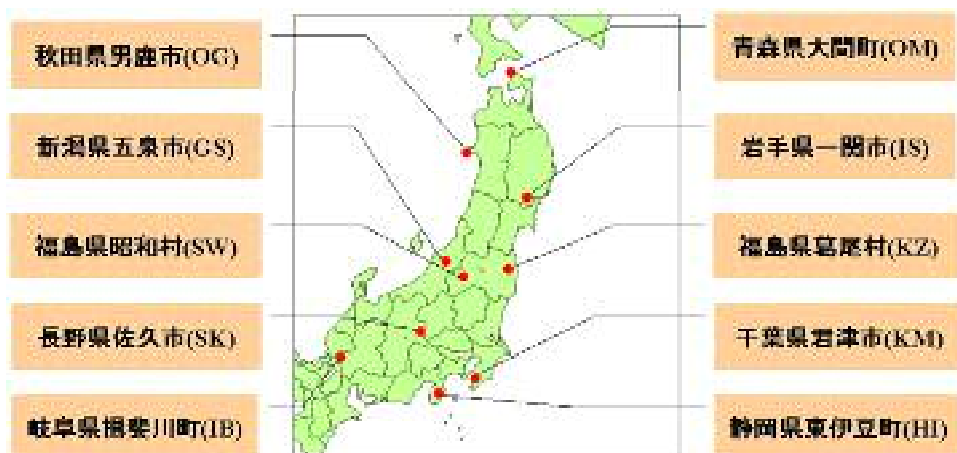 秋田県男鹿市(OG)
青森県大間町(OM)
新潟県五泉市(GS)
岩手県一関市(IS)
福島県昭和村(SW)
福島県葛尾村(KZ)
長野県佐久市(SK)
千葉県君津市(KM)
岐阜県揖斐川町(IB)
静岡県東伊豆町(HI)